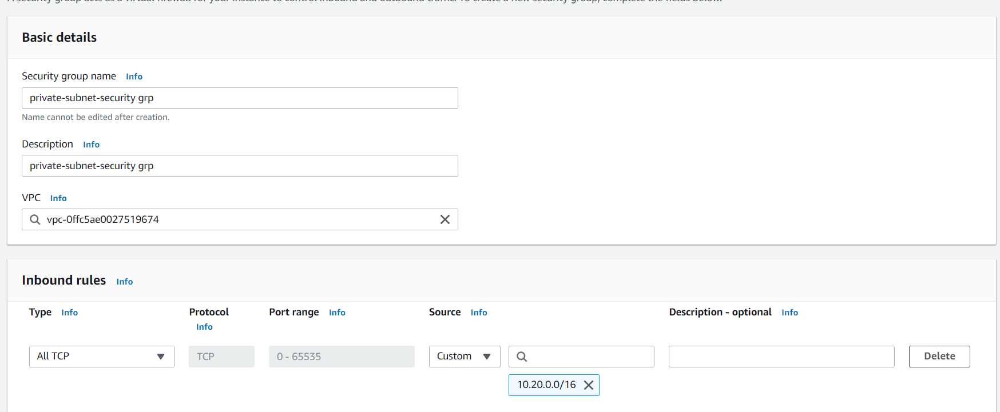 A security group acts as a virtual firewall for your instance to control inbound and outbound traffic. To create a new security group, complete the fields below.
Basic details
Security group name Info
private-subnet-security grp
Name cannot be edited after creation.
Description Info
private-subnet-security grp
VPC Info
vpc-0ffc5ae0027519674
Inbound rules Info
Type Info Protocol Info Port range Info Source Info Description - optional Info
All TCP TCP 0 - 65535 Custom Delete
10.20.0.0/16